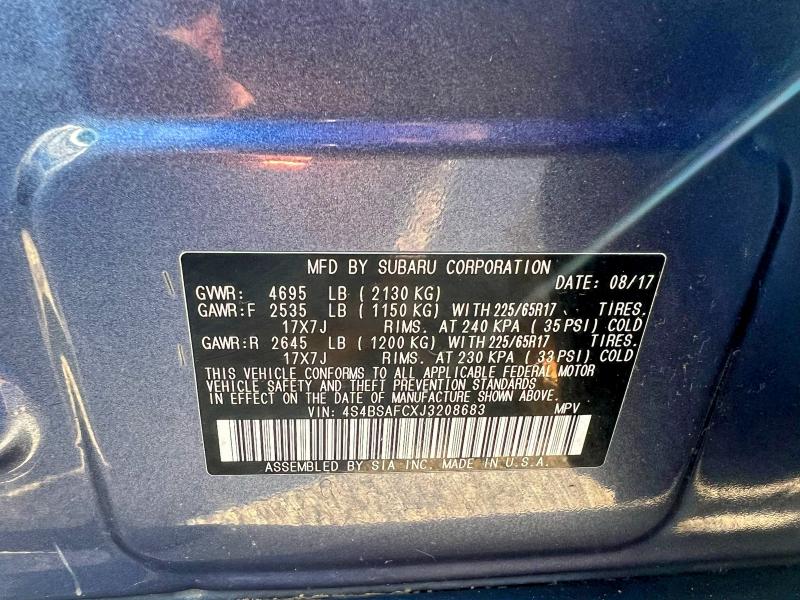 MFD BY SUBARU CORPORATION
DATE: 08/17
GVWR: 4695 LB ( 2130 KG)
GAWR:F 2535 LB ( 1150 KG) WITH 225/65R17 TIRES.
17X7J RIMS. AT 240 KPA ( 35 PSI) COLD
GAWR:R 2645 LB ( 1200 KG) WITH 225/65R17 TIRES.
17X7J RIMS. AT 230 KPA ( 33 PSI) COLD
THIS VEHICLE CONFORMS TO ALL APPLICABLE FEDERAL MOTOR
VEHICLE SAFETY AND THEFT PREVENTION STANDARDS
IN EFFECT ON THE DATE OF MANUFACTURE SHOWN ABOVE.
VIN: 4S4BSAFCXJ3208683 MPV
ASSEMBLED BY SIA INC. MADE IN U.S.A.